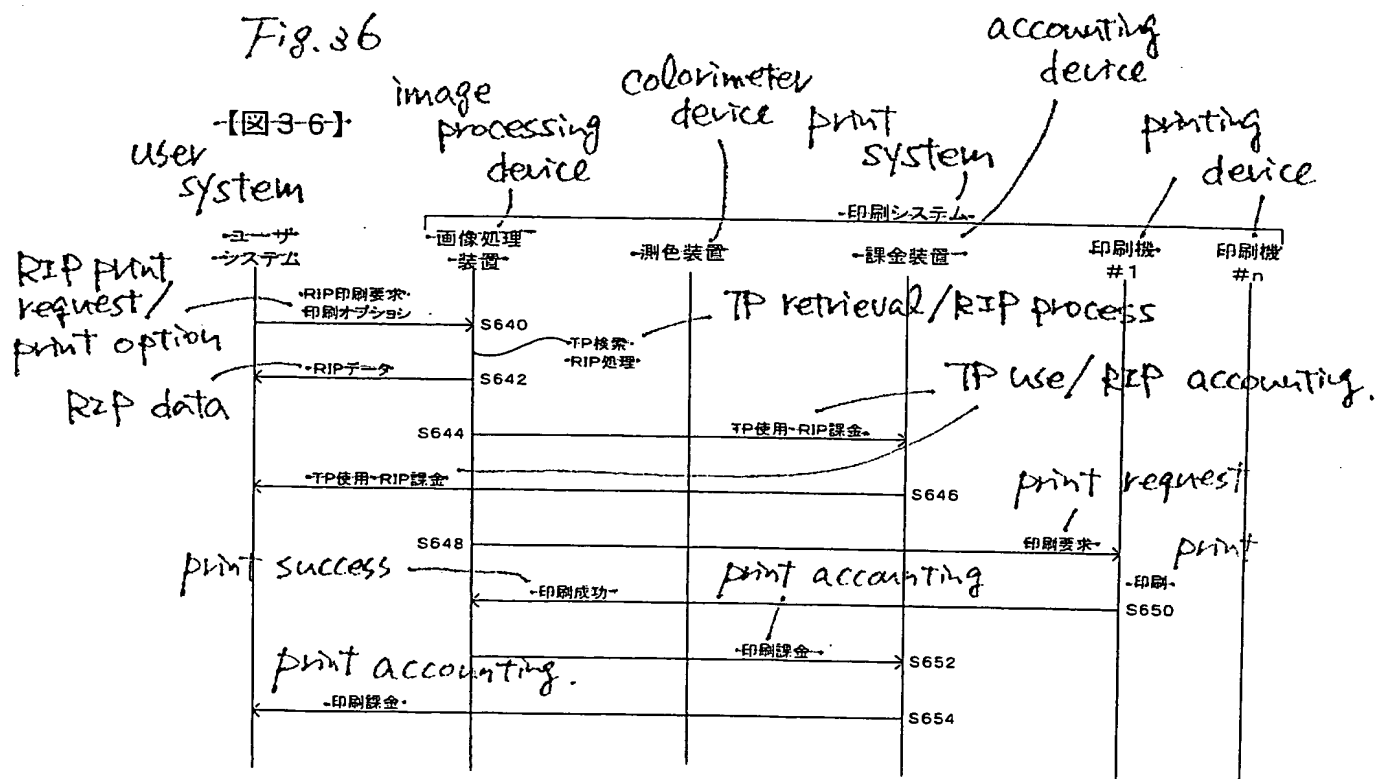 Fig. 36
【図36】
user
system
image
processing
device
colorimeter
device
print
system
accounting
device
printing
device
印刷システム
ユーザ
システム
画像処理
装置
測色装置
課金装置
印刷機
#1
印刷機
#n
RIP print
request/
print option
RIP印刷要求
印刷オプション
S640
TP検索
RIP処理
TP retrieval/RIP process
RIPデータ
S642
RIP data
TP use/RIP accounting.
S644
TP使用・RIP課金
TP使用・RIP課金
S646
print request
S648
印刷要求
print
印刷
print success
印刷成功
S650
print accounting
印刷課金
S652
print accounting.
印刷課金
S654